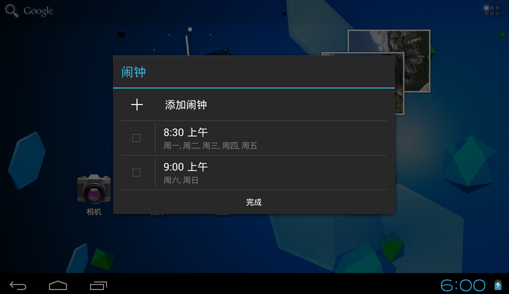 Google
闹钟
添加闹钟
8:30 上午
周一, 周二, 周三, 周四, 周五
9:00 上午
周六, 周日
完成
相机
6:00